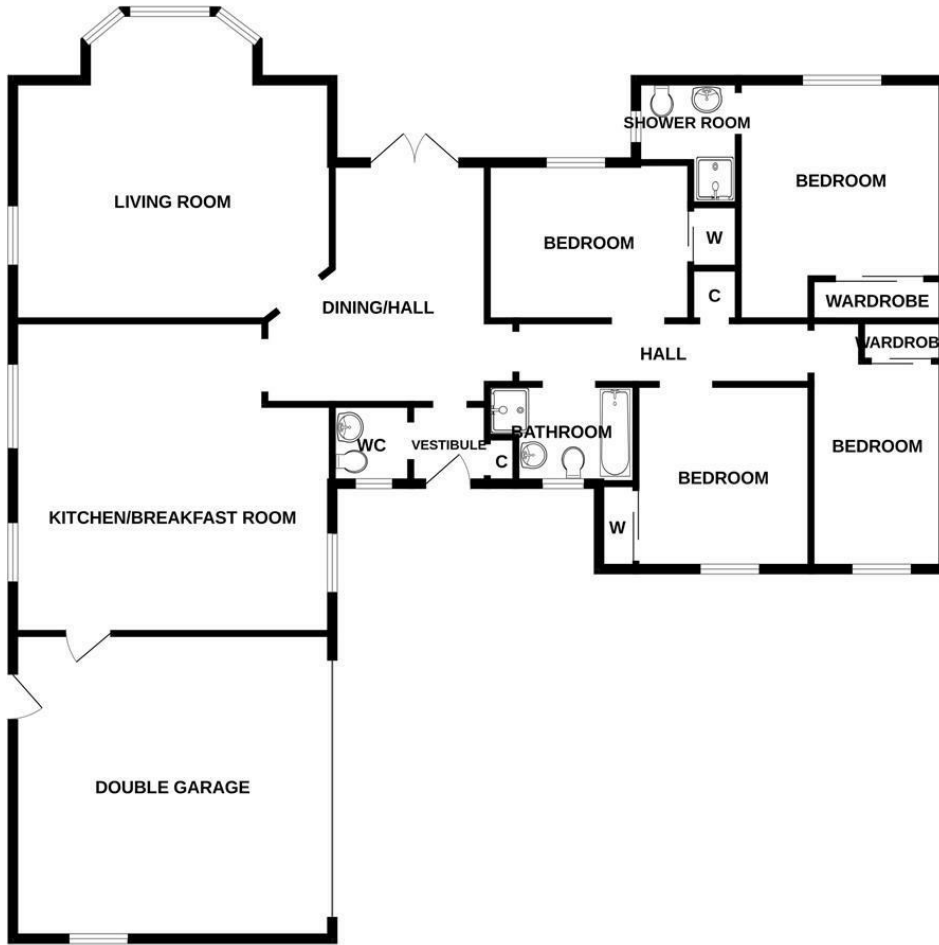 SHOWER ROOM
LIVING ROOM
BEDROOM
BEDROOM
W
C
WARDROBE
DINING/HALL
HALL
WARDROB
WC
VESTIBULE
C
BATHROOM
BEDROOM
BEDROOM
KITCHEN/BREAKFAST ROOM
W
DOUBLE GARAGE